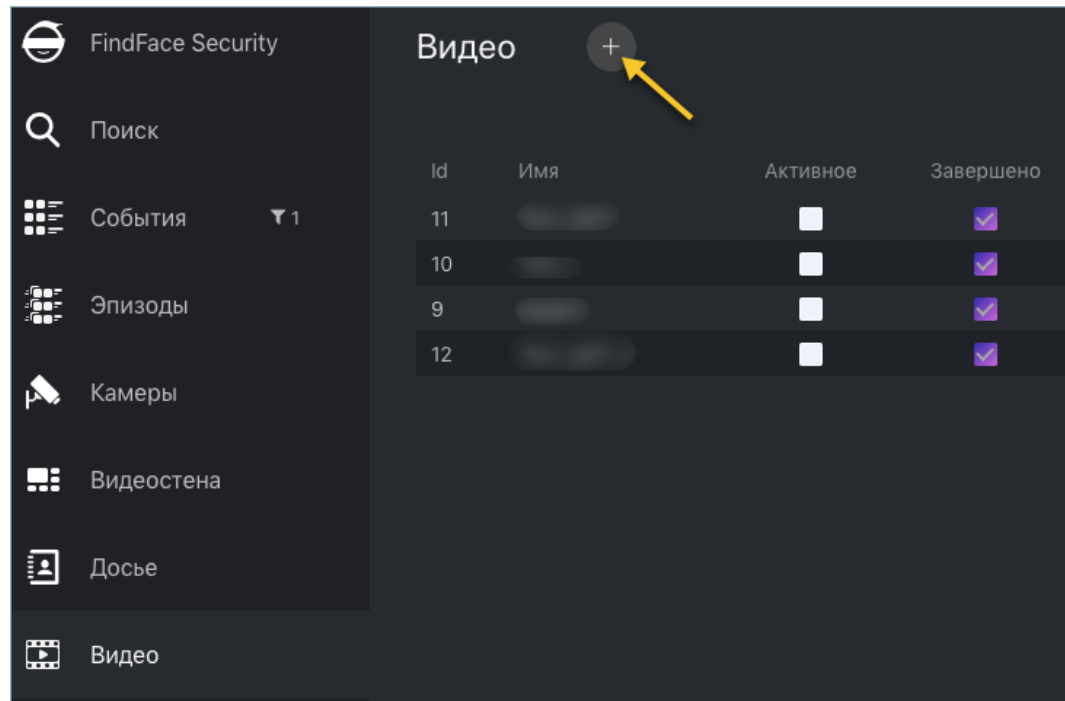 FindFace Security
Поиск
События 1
Эпизоды
Камеры
Видеостена
Досье
Видео
Видео +
Id Имя Активное Завершено
11
10
9
12